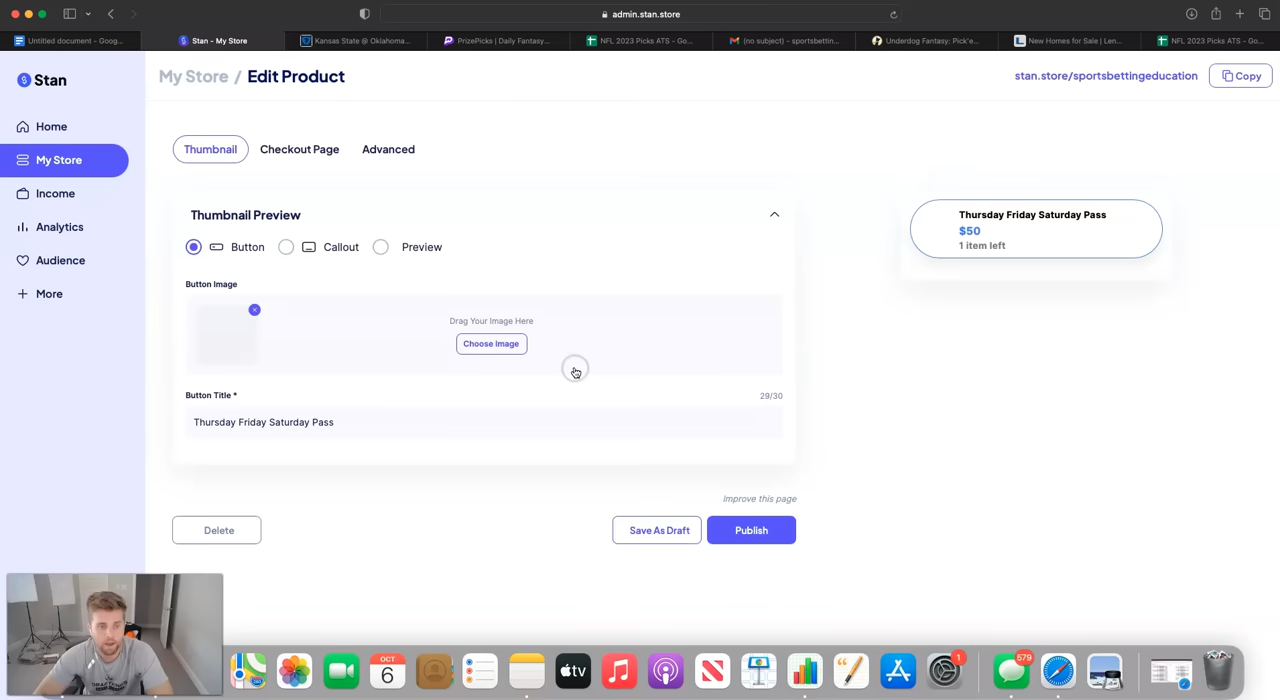 admin.stan.store
Untitled document - Goog...
Stan - My Store
Kansas State @ Oklahoma...
PrizePicks | Daily Fantasy...
NFL 2023 Picks ATS - Go...
(no subject) - sportsbettin...
Underdog Fantasy: Pick'e...
New Homes for Sale | Len...
NFL 2023 Picks ATS - Go...
Stan
My Store / Edit Product
stan.store/sportsbettingeducation
Copy
Home
My Store
Income
Analytics
Audience
More
Thumbnail
Checkout Page
Advanced
Thumbnail Preview
Button
Callout
Preview
Button Image
Drag Your Image Here
Choose Image
Button Title *
29/30
Thursday Friday Saturday Pass
Thursday Friday Saturday Pass
$50
1 item left
Improve this page
Delete
Save As Draft
Publish
OCT
6
tv
1
579